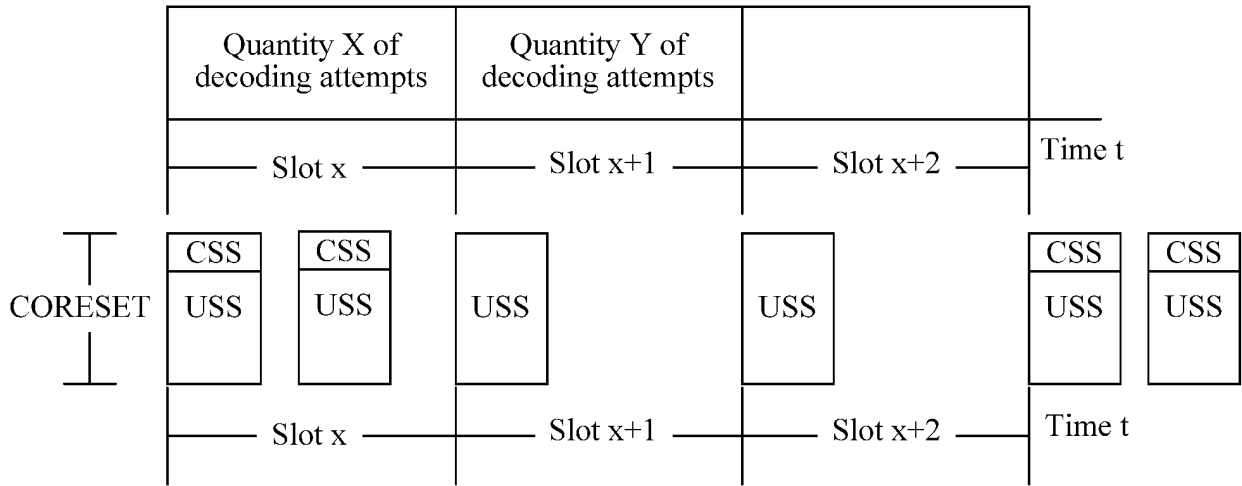 Quantity X of
decoding attempts
Quantity Y of
decoding attempts
Slot x
Slot x+1
Slot x+2
Time t
CORESET
CSS
USS
CSS
USS
USS
USS
CSS
USS
CSS
USS
Slot x
Slot x+1
Slot x+2
Time t